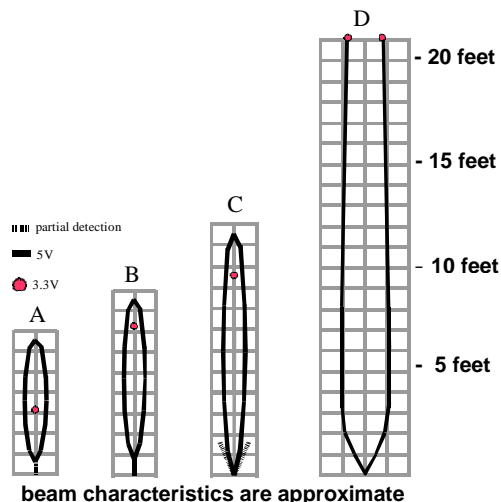 D
- 20 feet
- 15 feet
C
partial detection
5V
- 10 feet
B
3.3V
A
- 5 feet
beam characteristics are approximate